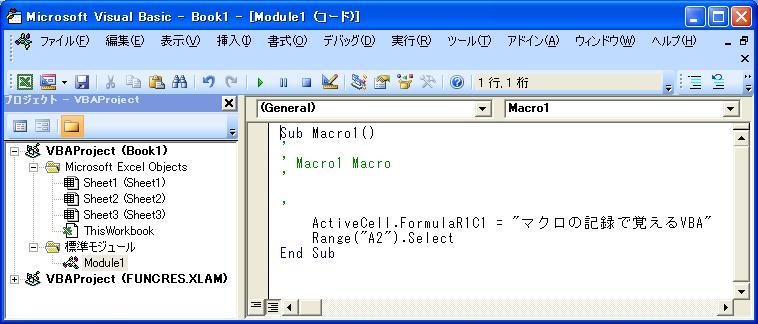 Microsoft Visual Basic - Book1 - [Module1 (コード)]
ファイル(F) 編集(E) 表示(V) 挿入(I) 書式(O) デバッグ(D) 実行(R) ツール(T) アドイン(A) ウィンドウ(W) ヘルプ(H)
1 行, 1 桁
プロジェクト - VBAProject
(General) Macro1
VBAProject (Book1)
Microsoft Excel Objects
Sheet1 (Sheet1)
Sheet2 (Sheet2)
Sheet3 (Sheet3)
ThisWorkbook
標準モジュール
Module1
VBAProject (FUNCRES.XLAM)
Sub Macro1()
'
' Macro1 Macro
'
'
ActiveCell.FormulaR1C1 = "マクロの記録で覚えるVBA"
Range("A2").Select
End Sub